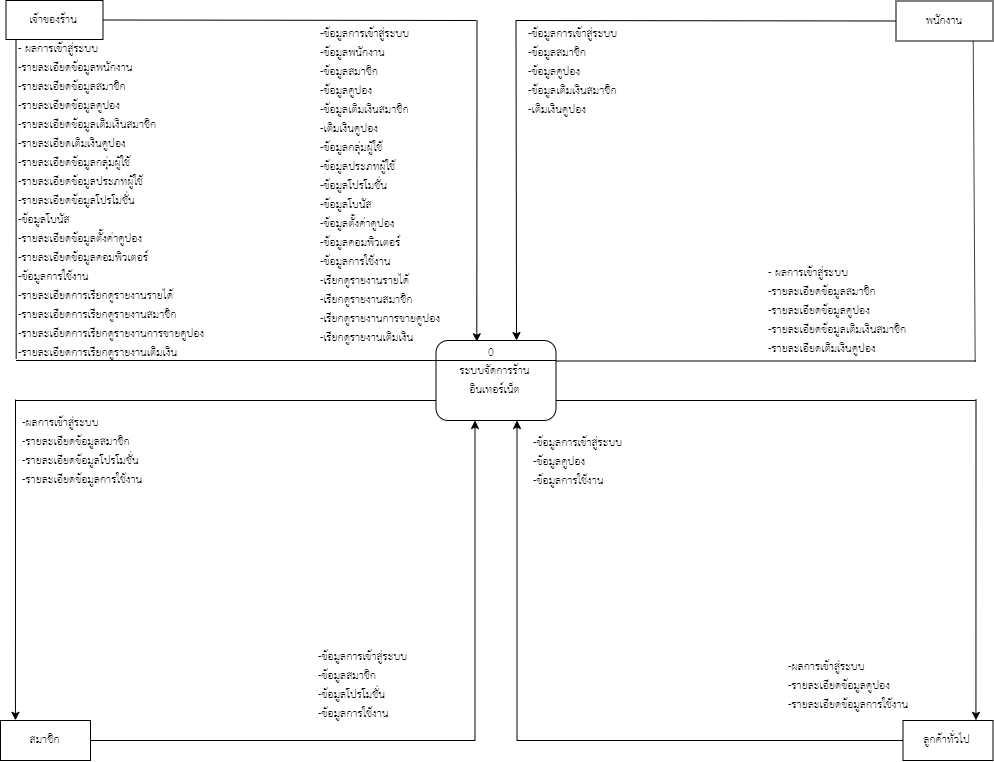 เจ้าของร้าน
พนักงาน
- ผลการเข้าสู่ระบบ
-รายละเอียดข้อมูลพนักงาน
-รายละเอียดข้อมูลสมาชิก
-รายละเอียดข้อมูลคูปอง
-รายละเอียดข้อมูลเติมเงินสมาชิก
-รายละเอียดเติมเงินคูปอง
-รายละเอียดข้อมูลกลุ่มผู้ใช้
-รายละเอียดข้อมูลประเภทผู้ใช้
-รายละเอียดข้อมูลโปรโมชั่น
-ข้อมูลโบนัส
-รายละเอียดข้อมูลตั้งค่าคูปอง
-รายละเอียดข้อมูลคอมพิวเตอร์
-ข้อมูลการใช้งาน
-รายละเอียดการเรียกดูรายงานรายได้
-รายละเอียดการเรียกดูรายงานสมาชิก
-รายละเอียดการเรียกดูรายงานการขายคูปอง
-รายละเอียดการเรียกดูรายงานเติมเงิน
-ข้อมูลการเข้าสู่ระบบ
-ข้อมูลพนักงาน
-ข้อมูลสมาชิก
-ข้อมูลคูปอง
-ข้อมูลเติมเงินสมาชิก
-เติมเงินคูปอง
-ข้อมูลกลุ่มผู้ใช้
-ข้อมูลประเภทผู้ใช้
-ข้อมูลโปรโมชั่น
-ข้อมูลโบนัส
-ข้อมูลตั้งค่าคูปอง
-ข้อมูลคอมพิวเตอร์
-ข้อมูลการใช้งาน
-เรียกดูรายงานรายได้
-เรียกดูรายงานสมาชิก
-เรียกดูรายงานการขายคูปอง
-เรียกดูรายงานเติมเงิน
-ข้อมูลการเข้าสู่ระบบ
-ข้อมูลสมาชิก
-ข้อมูลคูปอง
-ข้อมูลเติมเงินสมาชิก
-เติมเงินคูปอง
- ผลการเข้าสู่ระบบ
-รายละเอียดข้อมูลสมาชิก
-รายละเอียดข้อมูลคูปอง
-รายละเอียดข้อมูลเติมเงินสมาชิก
-รายละเอียดเติมเงินคูปอง
0
ระบบจัดการร้าน
อินเทอร์เน็ต
-ผลการเข้าสู่ระบบ
-รายละเอียดข้อมูลสมาชิก
-รายละเอียดข้อมูลโปรโมชั่น
-รายละเอียดข้อมูลการใช้งาน
-ข้อมูลการเข้าสู่ระบบ
-ข้อมูลคูปอง
-ข้อมูลการใช้งาน
-ข้อมูลการเข้าสู่ระบบ
-ข้อมูลสมาชิก
-ข้อมูลโปรโมชั่น
-ข้อมูลการใช้งาน
-ผลการเข้าสู่ระบบ
-รายละเอียดข้อมูลคูปอง
-รายละเอียดข้อมูลการใช้งาน
สมาชิก
ลูกค้าทั่วไป